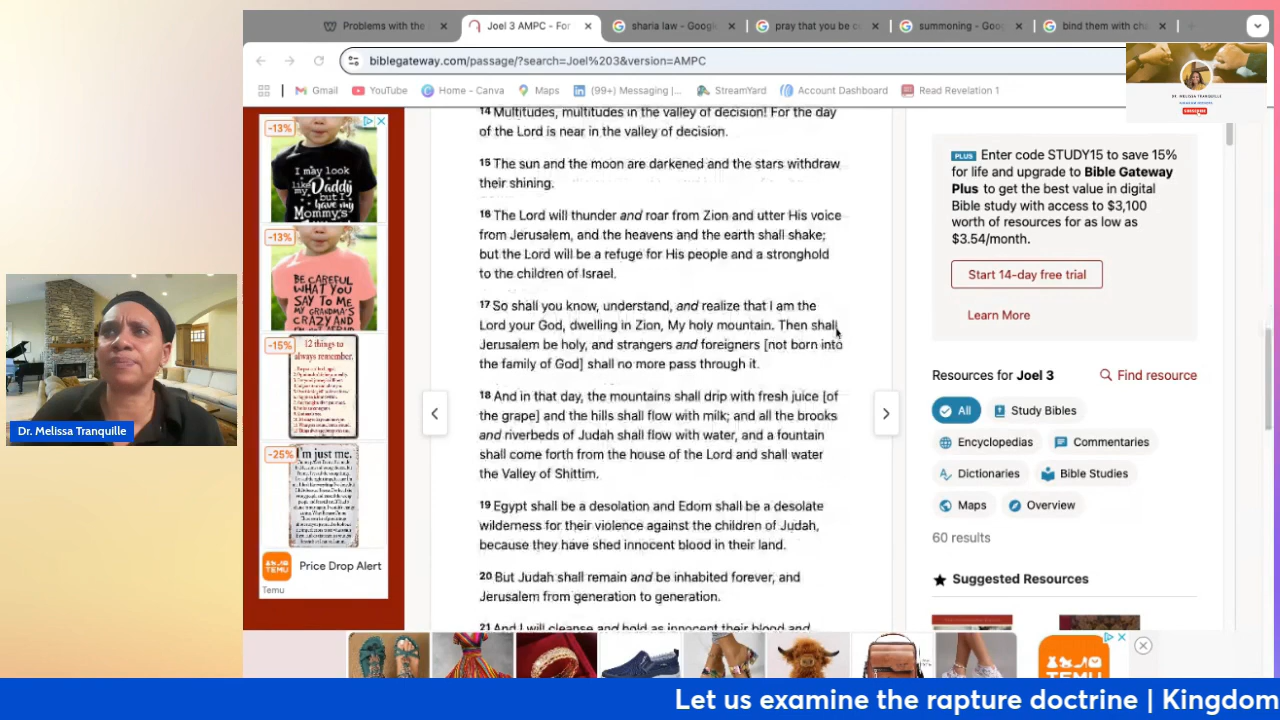 Problems with the
Joel 3 AMPC - For
sharia law - Googl
pray that you be c
summoning - Goo
bind them with ch
biblegateway.com/passage/?search=Joel%203&version=AMPC
Gmail
YouTube
Home - Canva
Maps
(99+) Messaging |...
StreamYard
Account Dashboard
Read Revelation 1
DR. MELISSA TRANQUILLE
SUBSCRIBE
-13%
I may look
like my
Daddy
but I
have my
Mommy's
-13%
BE CAREFUL
WHAT YOU
SAY TO ME
MY GRANDMA'S
CRAZY AND
-15%
12 things to
always remember.
-25%
I'm just me.
TEMU
Price Drop Alert
Temu
14 Multitudes, multitudes in the valley of decision! For the day
of the Lord is near in the valley of decision.
15 The sun and the moon are darkened and the stars withdraw
their shining.
16 The Lord will thunder and roar from Zion and utter His voice
from Jerusalem, and the heavens and the earth shall shake;
but the Lord will be a refuge for His people and a stronghold
to the children of Israel.
17 So shall you know, understand, and realize that I am the
Lord your God, dwelling in Zion, My holy mountain. Then shall
Jerusalem be holy, and strangers and foreigners [not born into
the family of God] shall no more pass through it.
18 And in that day, the mountains shall drip with fresh juice [of
the grape] and the hills shall flow with milk; and all the brooks
and riverbeds of Judah shall flow with water, and a fountain
shall come forth from the house of the Lord and shall water
the Valley of Shittim.
19 Egypt shall be a desolation and Edom shall be a desolate
wilderness for their violence against the children of Judah,
because they have shed innocent blood in their land.
20 But Judah shall remain and be inhabited forever, and
Jerusalem from generation to generation.
21 And I will cleanse and hold as innocent their blood and
PLUS Enter code STUDY15 to save 15%
for life and upgrade to Bible Gateway
Plus to get the best value in digital
Bible study with access to $3,100
worth of resources for as low as
$3.54/month.
Start 14-day free trial
Learn More
Resources for Joel 3
Find resource
All
Study Bibles
Encyclopedias
Commentaries
Dictionaries
Bible Studies
Maps
Overview
60 results
Suggested Resources
TEMU
Dr. Melissa Tranquille
Let us examine the rapture doctrine | Kingdom